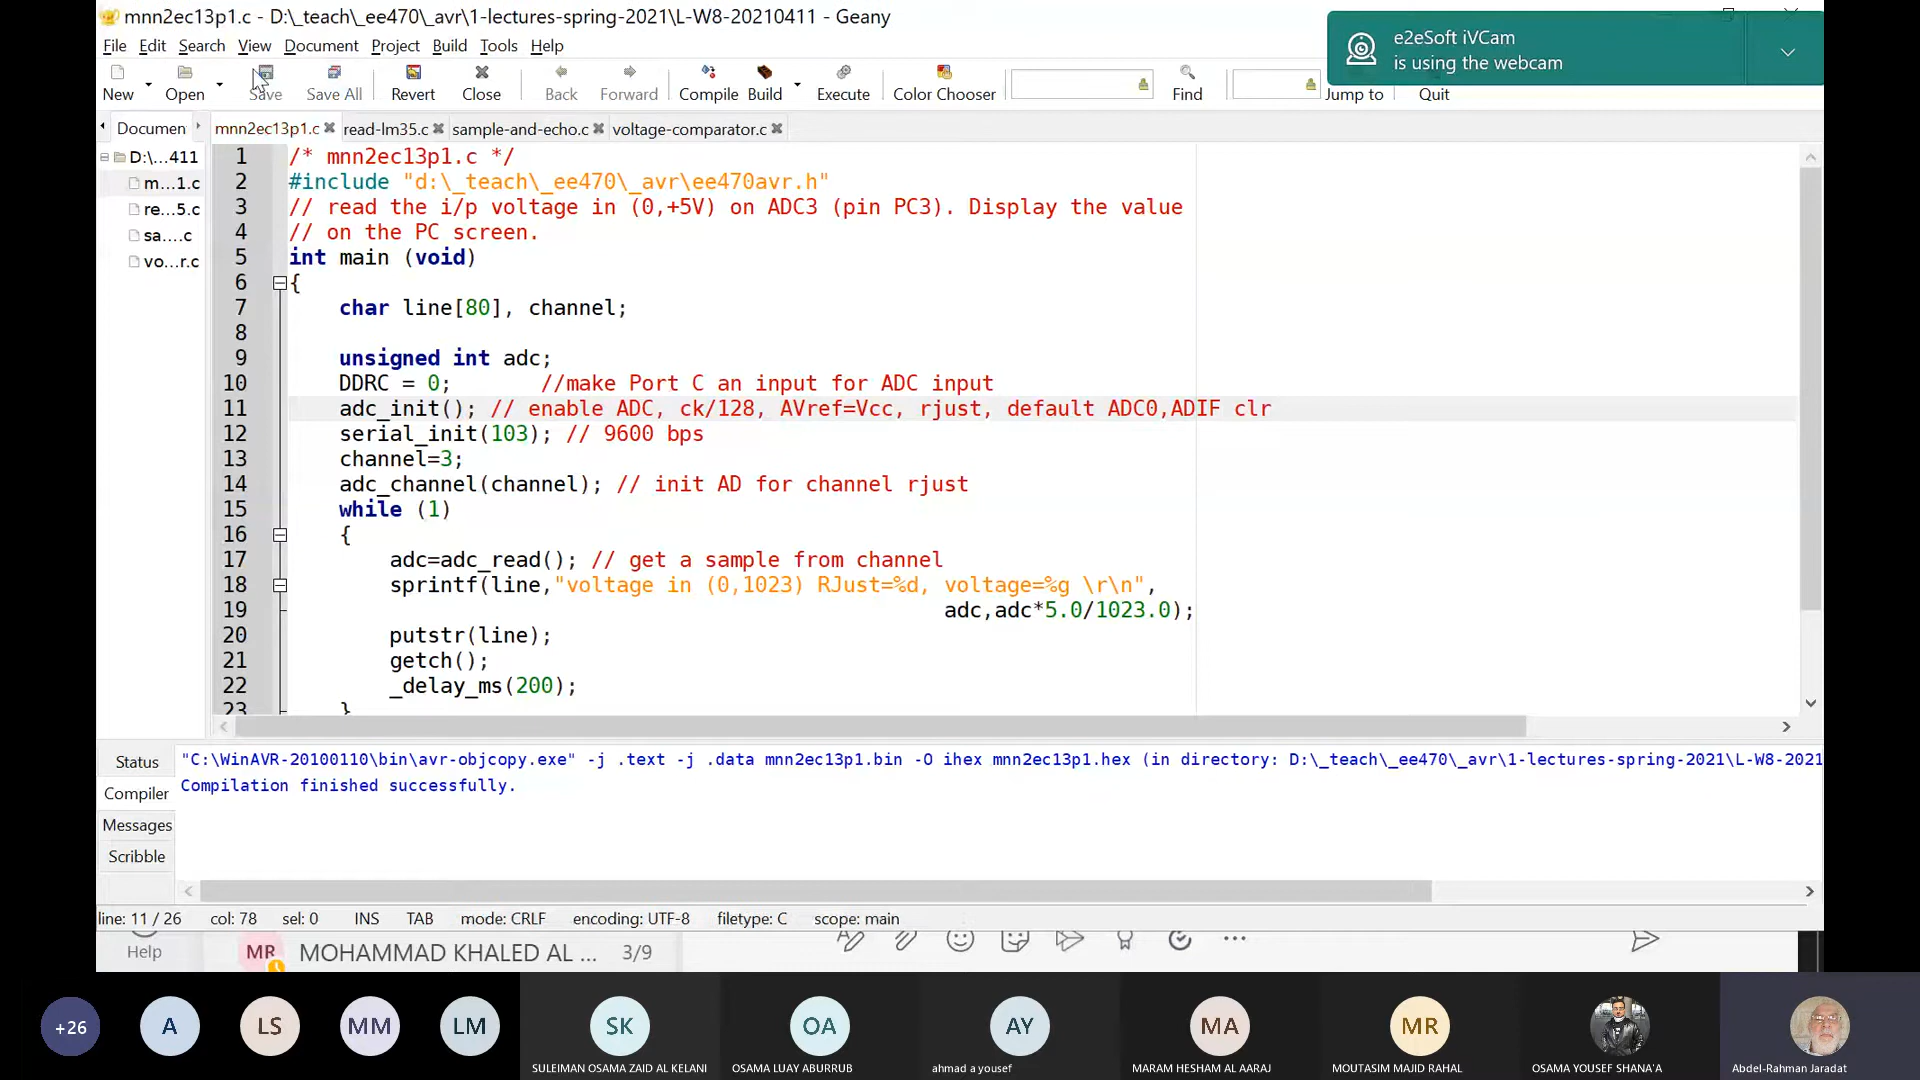 mnn2ec13p1.c - D:\_teach\_ee470\_avr\1-lectures-spring-2021\L-W8-20210411 - Geany
e2eSoft iVCam
is using the webcam
File Edit Search View Document Project Build Tools Help
New Open Save Save All Revert Close Back Forward Compile Build Execute Color Chooser Find Jump to Quit
Documen mnn2ec13p1.c read-lm35.c sample-and-echo.c voltage-comparator.c
D:\...411
m...1.c
re...5.c
sa....c
vo...r.c
1 /* mnn2ec13p1.c */
2 #include "d:\_teach\_ee470\_avr\ee470avr.h"
3 // read the i/p voltage in (0,+5V) on ADC3 (pin PC3). Display the value
4 // on the PC screen.
5 int main (void)
6 {
7 char line[80], channel;
8
9 unsigned int adc;
10 DDRC = 0; //make Port C an input for ADC input
11 adc_init(); // enable ADC, ck/128, AVref=Vcc, rjust, default ADC0,ADIF clr
12 serial_init(103); // 9600 bps
13 channel=3;
14 adc_channel(channel); // init AD for channel rjust
15 while (1)
16 {
17 adc=adc_read(); // get a sample from channel
18 sprintf(line,"voltage in (0,1023) RJust=%d, voltage=%g \r\n",
19 adc,adc*5.0/1023.0);
20 putstr(line);
21 getch();
22 _delay_ms(200);
23 }
Status
Compiler
Messages
Scribble
"C:\WinAVR-20100110\bin\avr-objcopy.exe" -j .text -j .data mnn2ec13p1.bin -O ihex mnn2ec13p1.hex (in directory: D:\_teach\_ee470\_avr\1-lectures-spring-2021\L-W8-2021
Compilation finished successfully.
line: 11 / 26 col: 78 sel: 0 INS TAB mode: CRLF encoding: UTF-8 filetype: C scope: main
Help MR MOHAMMAD KHALED AL ... 3/9
+26 A LS MM LM SK OA AY MA MR
SULEIMAN OSAMA ZAID AL KELANI OSAMA LUAY ABURRUB ahmad a yousef MARAM HESHAM AL AARAJ MOUTASIM MAJID RAHAL OSAMA YOUSEF SHANA'A Abdel-Rahman Jaradat